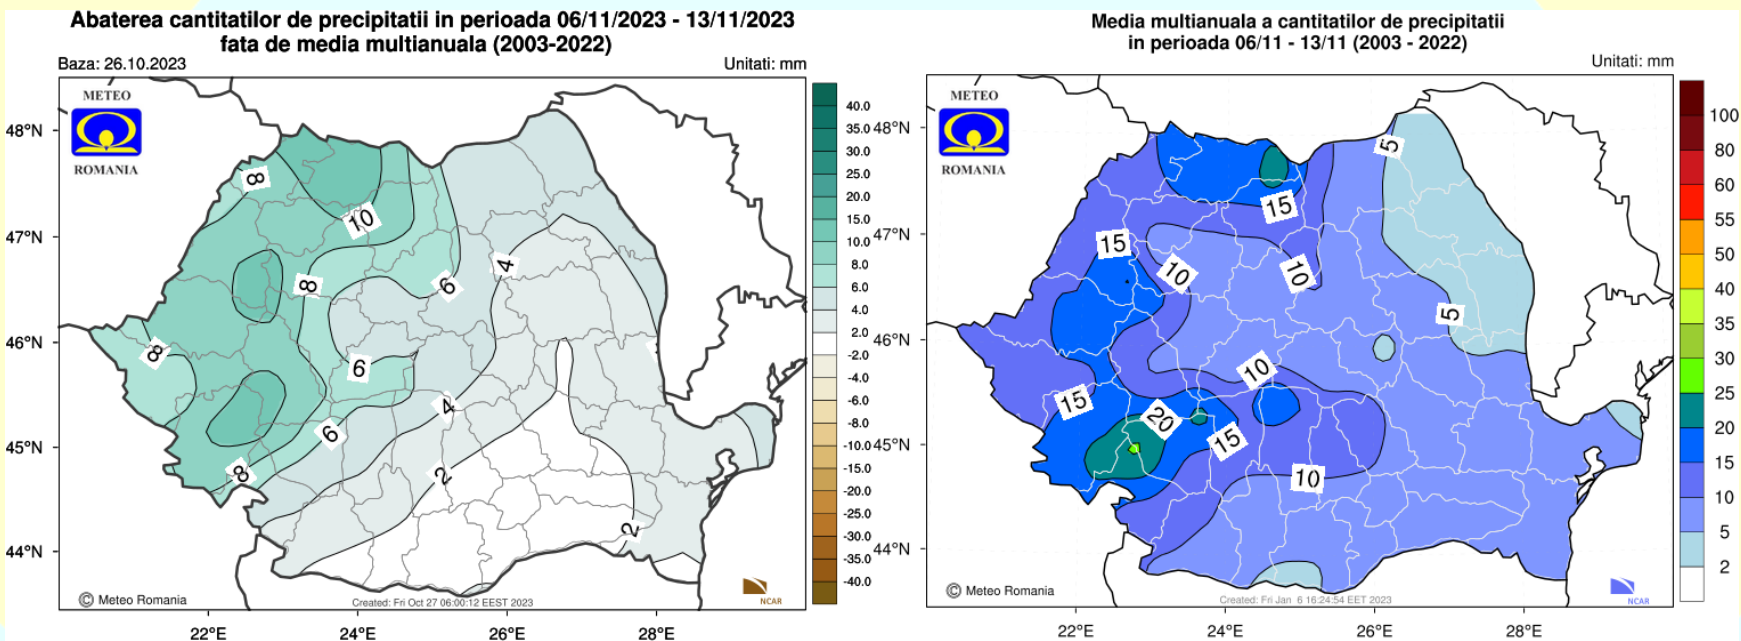 Abaterea cantitatilor de precipitatii in perioada 06/11/2023 - 13/11/2023
fata de media multianuala (2003-2022)
Baza: 26.10.2023
Unitati: mm
METEO
ROMANIA
48°N
47°N
46°N
45°N
44°N
22°E
24°E
26°E
28°E
8
10
8
6
4
8
6
4
6
8
2
2
40.0
35.0
30.0
25.0
20.0
15.0
10.0
8.0
6.0
4.0
2.0
-2.0
-4.0
-6.0
-8.0
-10.0
-15.0
-20.0
-25.0
-30.0
-35.0
-40.0
© Meteo Romania
Created: Fri Oct 27 06:00:12 EEST 2023
NCAR
Media multianuala a cantitatilor de precipitatii
in perioada 06/11 - 13/11 (2003 - 2022)
Unitati: mm
METEO
ROMANIA
48°N
47°N
46°N
45°N
44°N
22°E
24°E
26°E
28°E
5
15
15
10
10
5
10
15
20
15
10
100
80
60
55
50
40
35
30
25
20
15
10
5
2
© Meteo Romania
Created: Fri Jan 6 16:24:54 EET 2023
NCAR